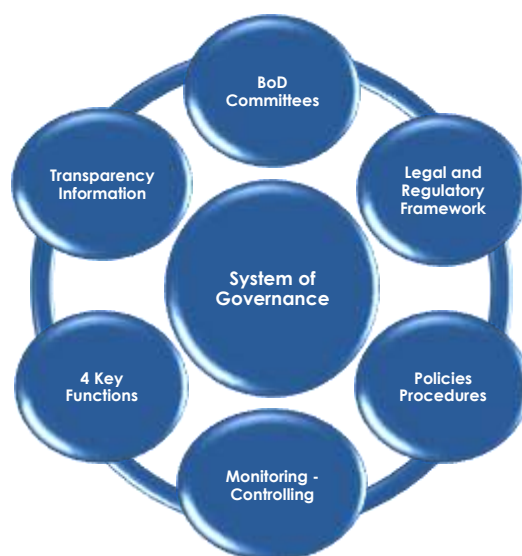 BoD
Committees
Transparency
Information
Legal and
Regulatory
Framework
System of
Governance
4 Key
Functions
Policies
Procedures
Monitoring -
Controlling